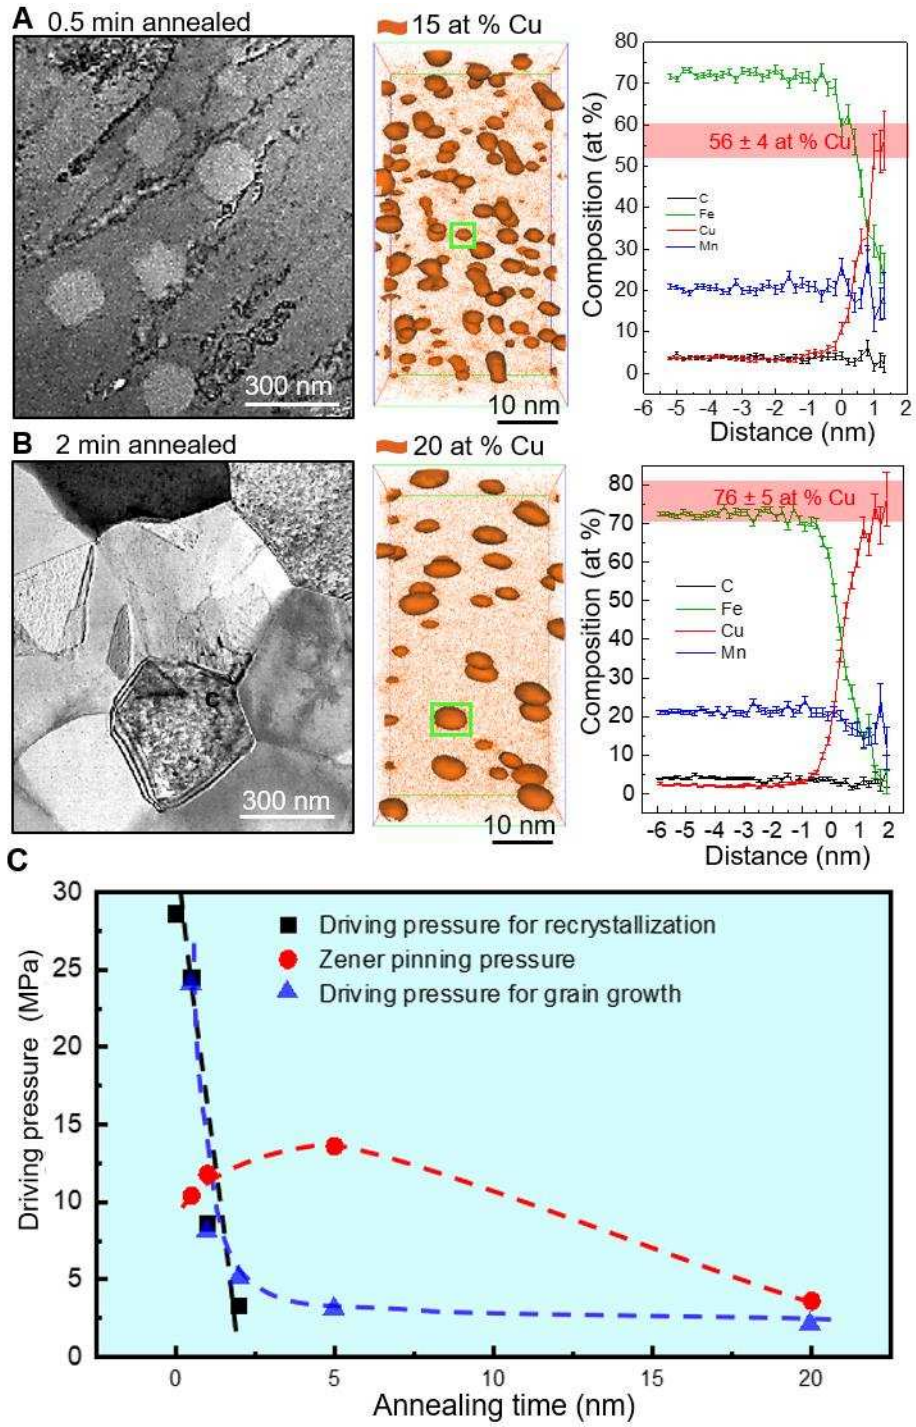 A 0.5 min annealed
300 nm
15 at % Cu
10 nm
80
70
60
50
40
30
20
10
0
Composition (at %)
56 ± 4 at % Cu
C
Fe
Cu
Mn
-6 -5 -4 -3 -2 -1 0 1 2
Distance (nm)
B 2 min annealed
300 nm
20 at % Cu
10 nm
80
70
60
50
40
30
20
10
0
Composition (at %)
76 ± 5 at % Cu
C
Fe
Cu
Mn
-6 -5 -4 -3 -2 -1 0 1 2
Distance (nm)
C
30
25
20
15
10
5
0
Driving pressure (MPa)
Driving pressure for recrystallization
Zener pinning pressure
Driving pressure for grain growth
0 5 10 15 20
Annealing time (nm)